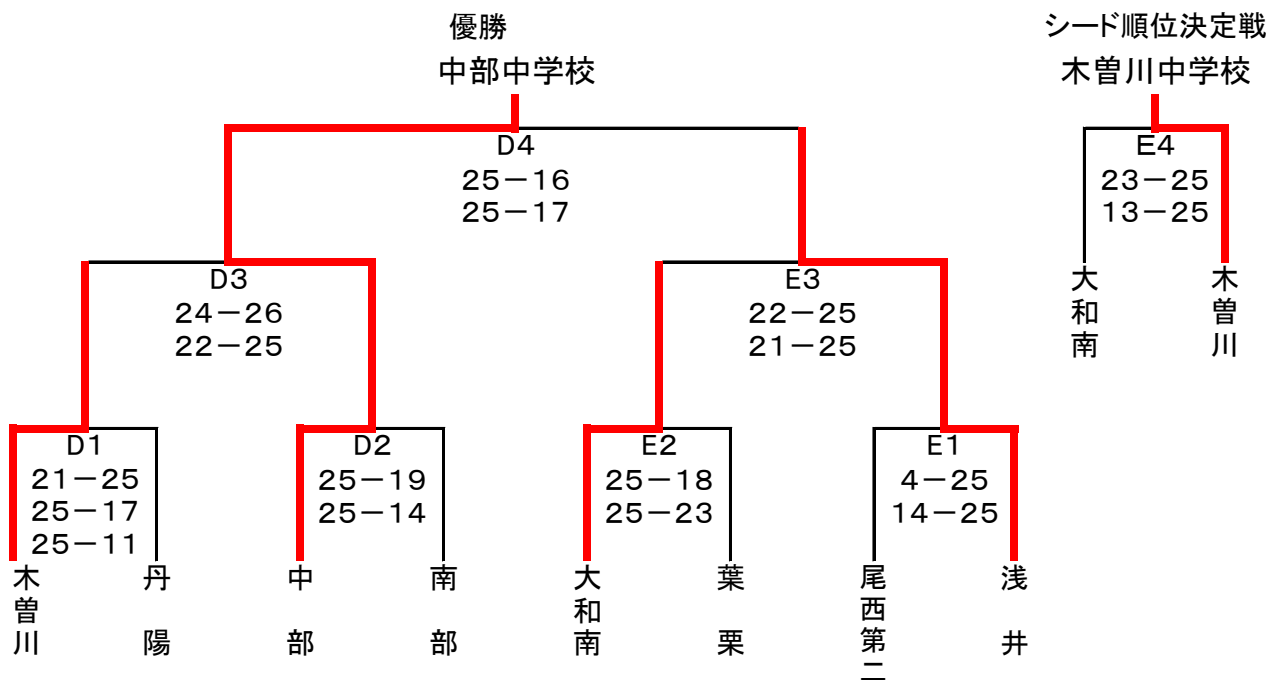 優勝
中部中学校
シード順位決定戦
木曽川中学校
D4
25-16
25-17
E4
23-25
13-25
大和南
木曽川
D3
24-26
22-25
E3
22-25
21-25
D1
21-25
25-17
25-11
D2
25-19
25-14
E2
25-18
25-23
E1
4-25
14-25
木曽川
丹陽
中部
南部
大和南
葉栗
尾西第二
浅井